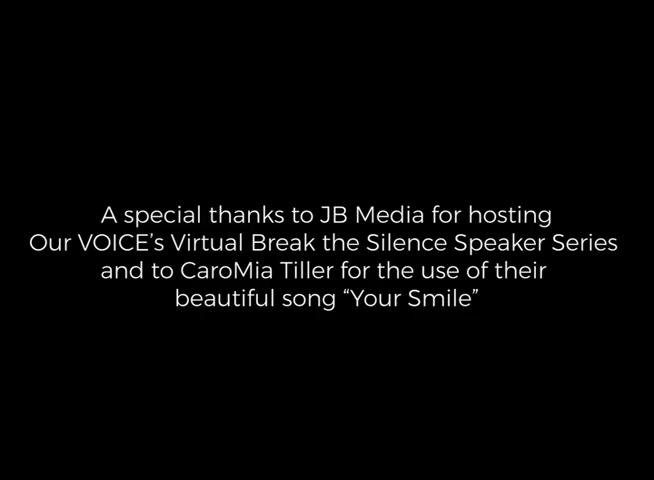 A special thanks to JB Media for hosting
Our VOICE's Virtual Break the Silence Speaker Series
and to CaroMia Tiller for the use of their
beautiful song “Your Smile”